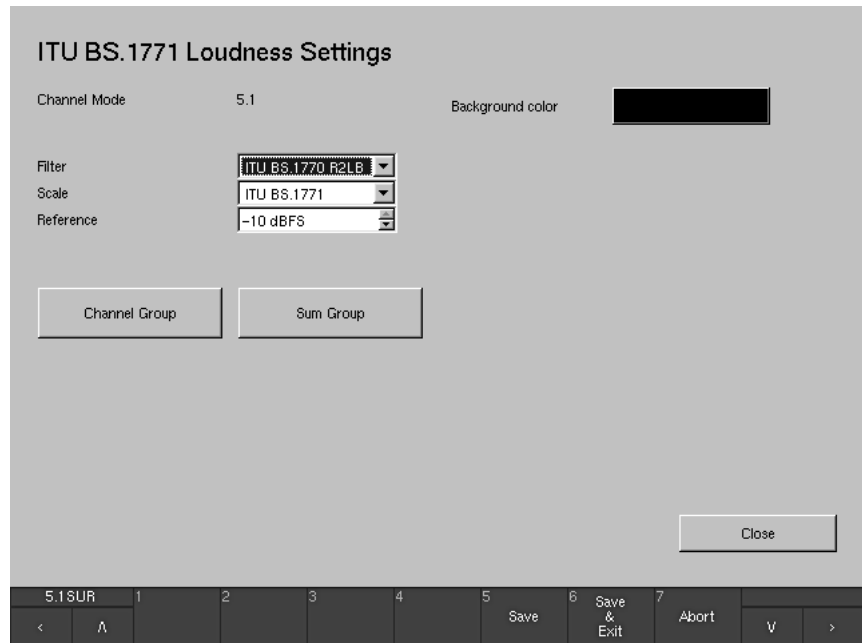 ITU BS.1771 Loudness Settings
Channel Mode 5.1 Background color
Filter ITU BS.1770 R2LB
Scale ITU BS.1771
Reference -10 dBFS
Channel Group Sum Group
Close
5.1SUR 1 2 3 4 5 Save 6 Save & Exit 7 Abort
< Λ V >